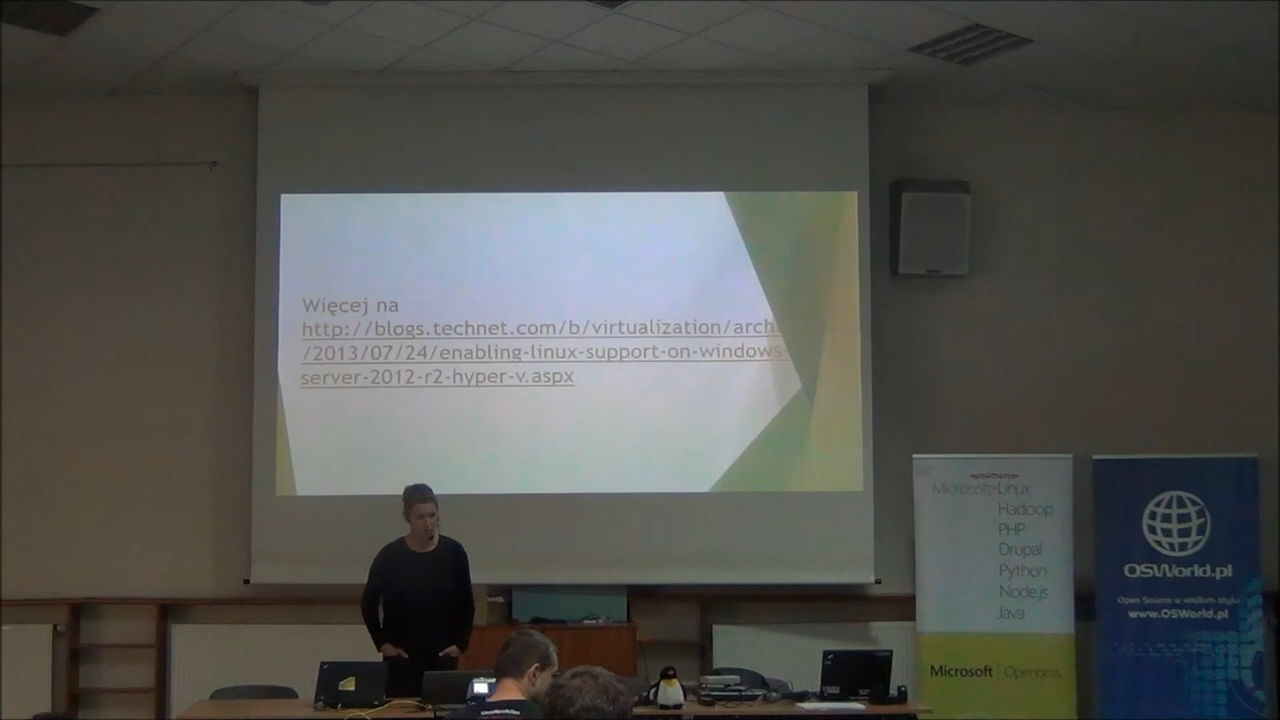 Więcej na
http://blogs.technet.com/b/virtualization/arch
/2013/07/24/enabling-linux-support-on-windows-
server-2012-r2-hyper-v.aspx
Microsoft+Linux
Hadoop
PHP
Drupal
Python
Node.js
Java
Microsoft | Openness
OSWorld.pl
Open Source w wielkim stylu
www.OSWorld.pl